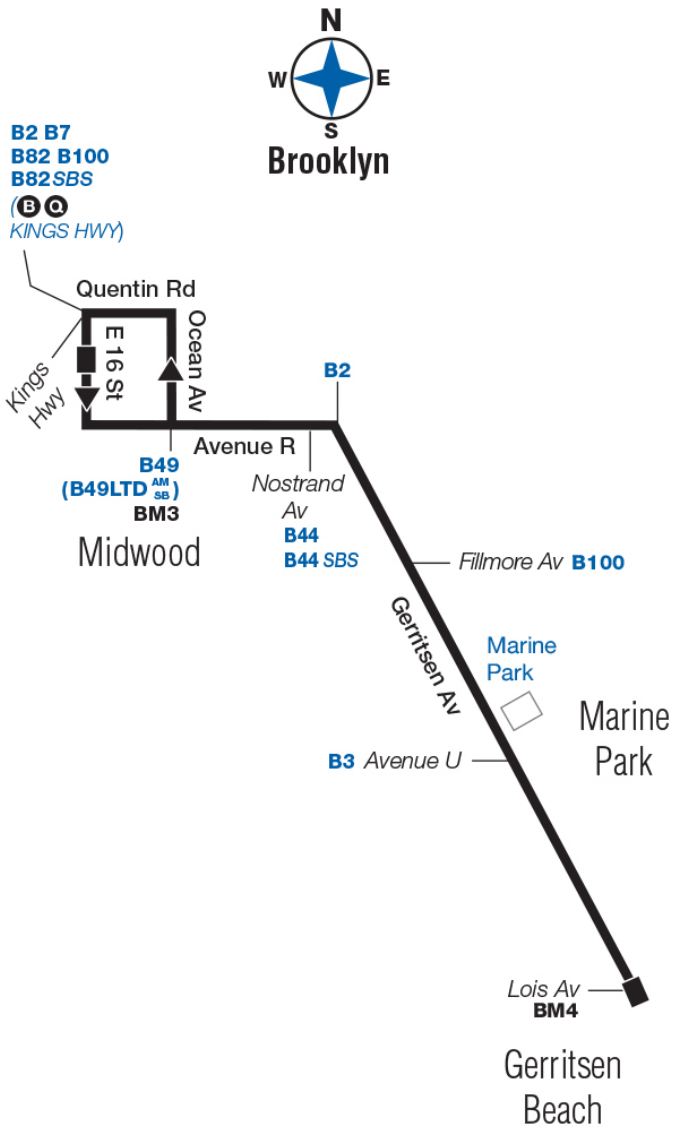 N
W
E
S
Brooklyn
B2 B7
B82 B100
B82SBS
(B Q
KINGS HWY)
Quentin Rd
Kings
Hwy
E 16 St
Ocean Av
B2
Avenue R
B49
(B49LTD AM SB)
BM3
Nostrand
Av
B44
B44 SBS
Midwood
Fillmore Av B100
Gerritsen Av
Marine
Park
Marine
Park
B3 Avenue U
Lois Av
BM4
Gerritsen
Beach